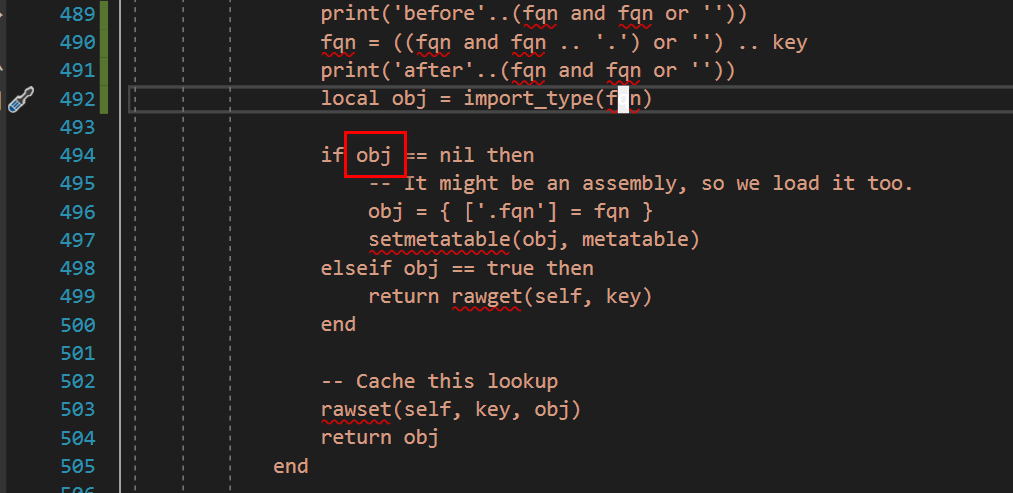 489 print('before'..(fqn and fqn or ''))
490 fqn = ((fqn and fqn .. '.') or '') .. key
491 print('after'..(fqn and fqn or ''))
492 local obj = import_type(fqn)
493
494 if obj == nil then
495 -- It might be an assembly, so we load it too.
496 obj = { ['.fqn'] = fqn }
497 setmetatable(obj, metatable)
498 elseif obj == true then
499 return rawget(self, key)
500 end
501
502 -- Cache this lookup
503 rawset(self, key, obj)
504 return obj
505 end
506